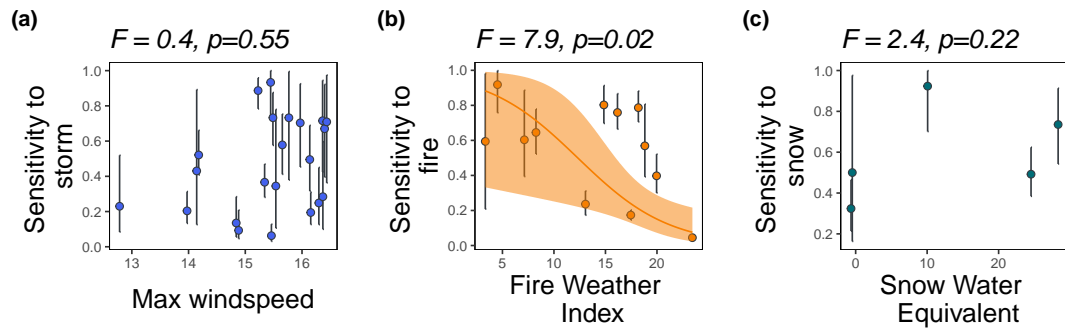 (a)
F = 0.4, p=0.55
Sensitivity to
storm
1.0
0.8
0.6
0.4
0.2
0.0
13
14
15
16
Max windspeed
(b)
F = 7.9, p=0.02
Sensitivity to
fire
1.0
0.8
0.6
0.4
0.2
0.0
5
10
15
20
Fire Weather
Index
(c)
F = 2.4, p=0.22
Sensitivity to
snow
1.0
0.8
0.6
0.4
0.2
0
10
20
Snow Water
Equivalent